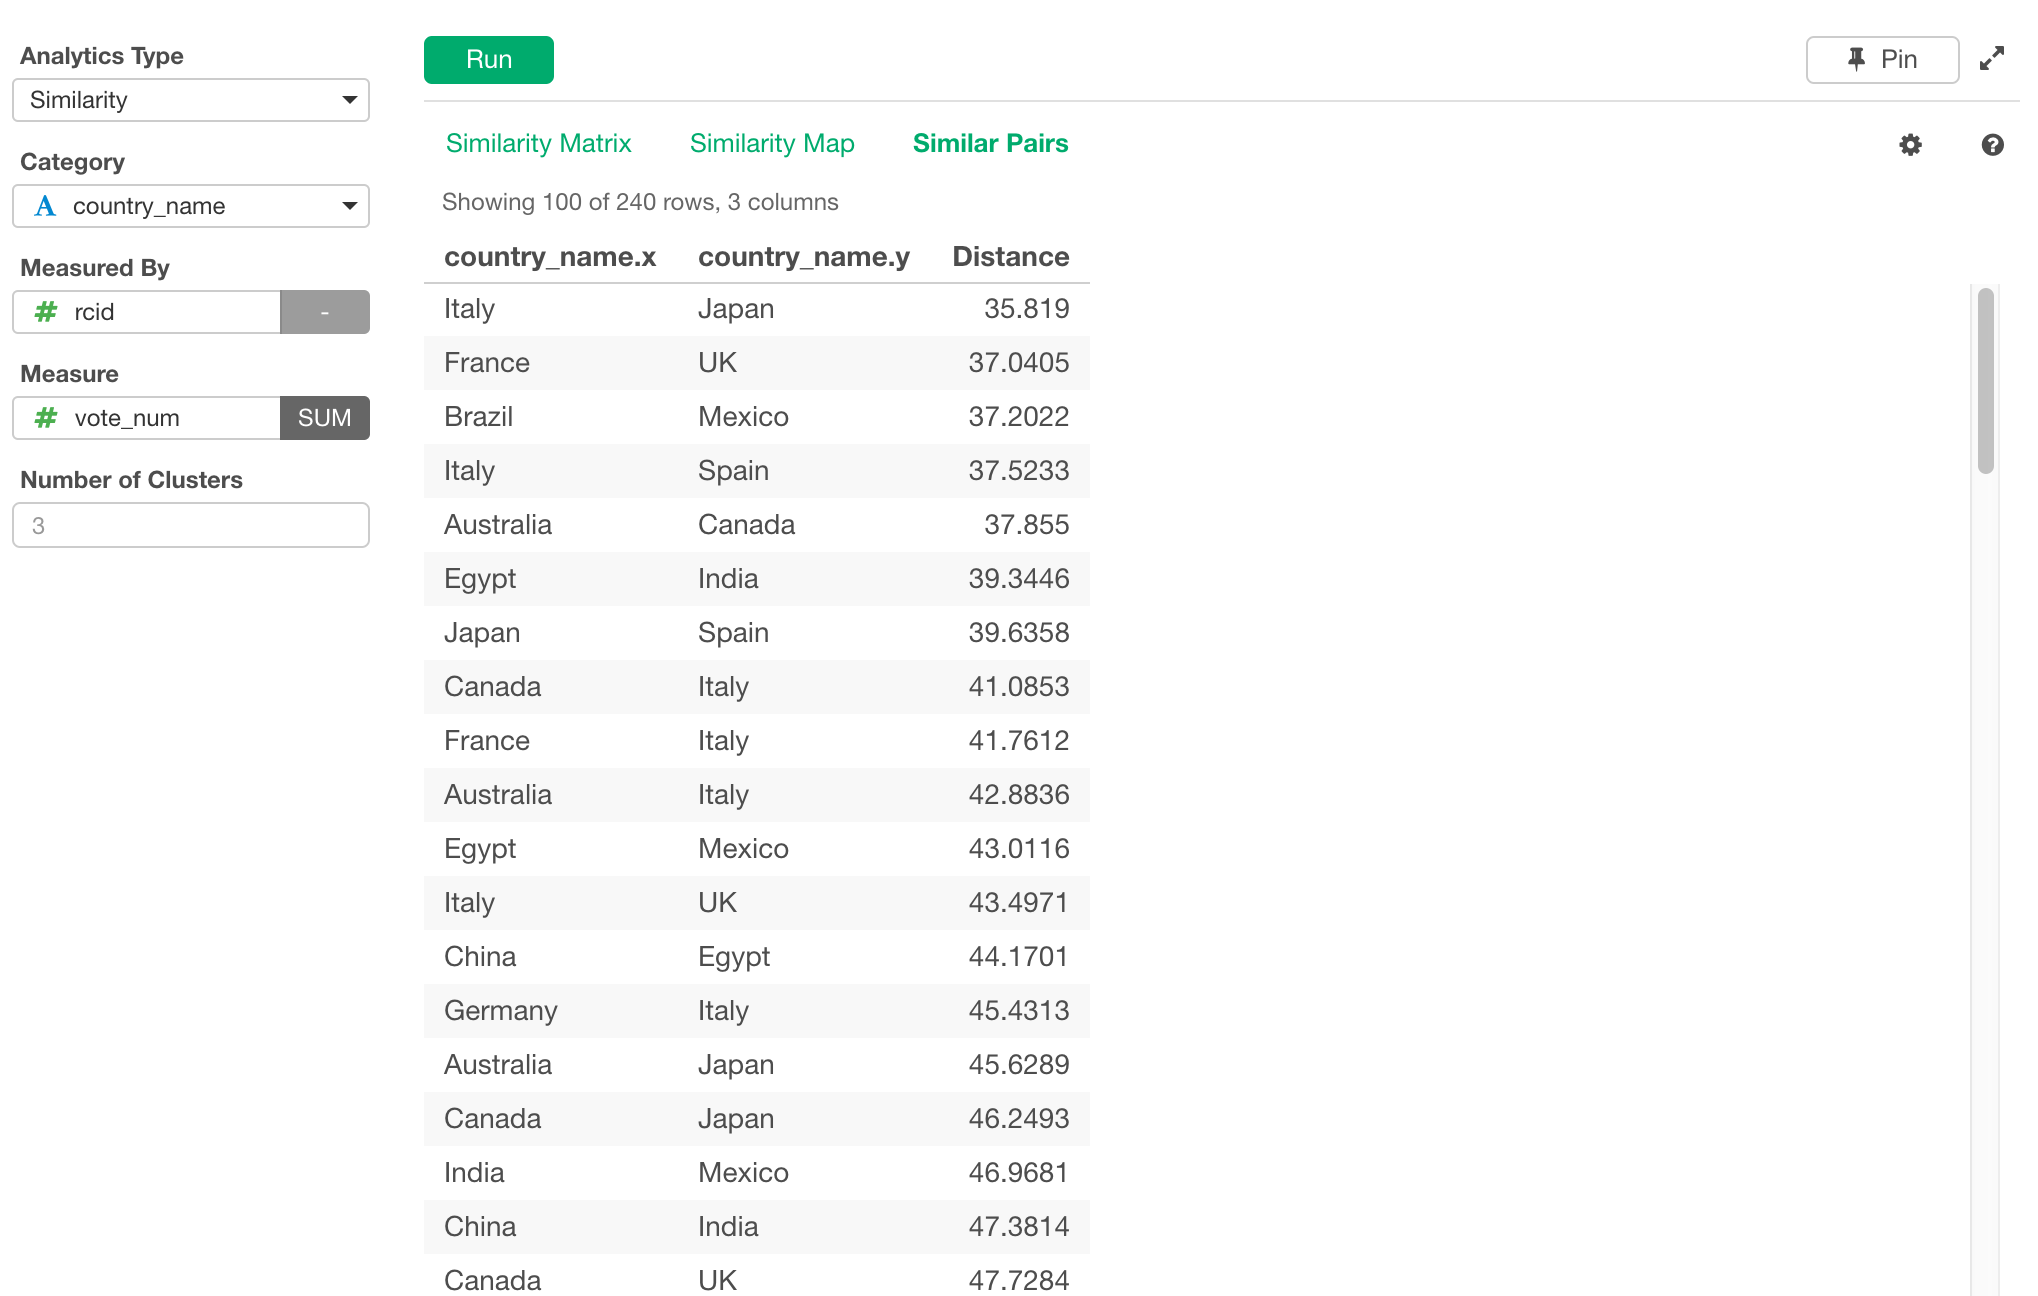 Analytics Type
Similarity
Category
A country_name
Measured By
# rcid -
Measure
# vote_num SUM
Number of Clusters
3
Run
Pin
Similarity Matrix Similarity Map Similar Pairs
?
Showing 100 of 240 rows, 3 columns
country_name.x country_name.y Distance
Italy Japan 35.819
France UK 37.0405
Brazil Mexico 37.2022
Italy Spain 37.5233
Australia Canada 37.855
Egypt India 39.3446
Japan Spain 39.6358
Canada Italy 41.0853
France Italy 41.7612
Australia Italy 42.8836
Egypt Mexico 43.0116
Italy UK 43.4971
China Egypt 44.1701
Germany Italy 45.4313
Australia Japan 45.6289
Canada Japan 46.2493
India Mexico 46.9681
China India 47.3814
Canada UK 47.7284